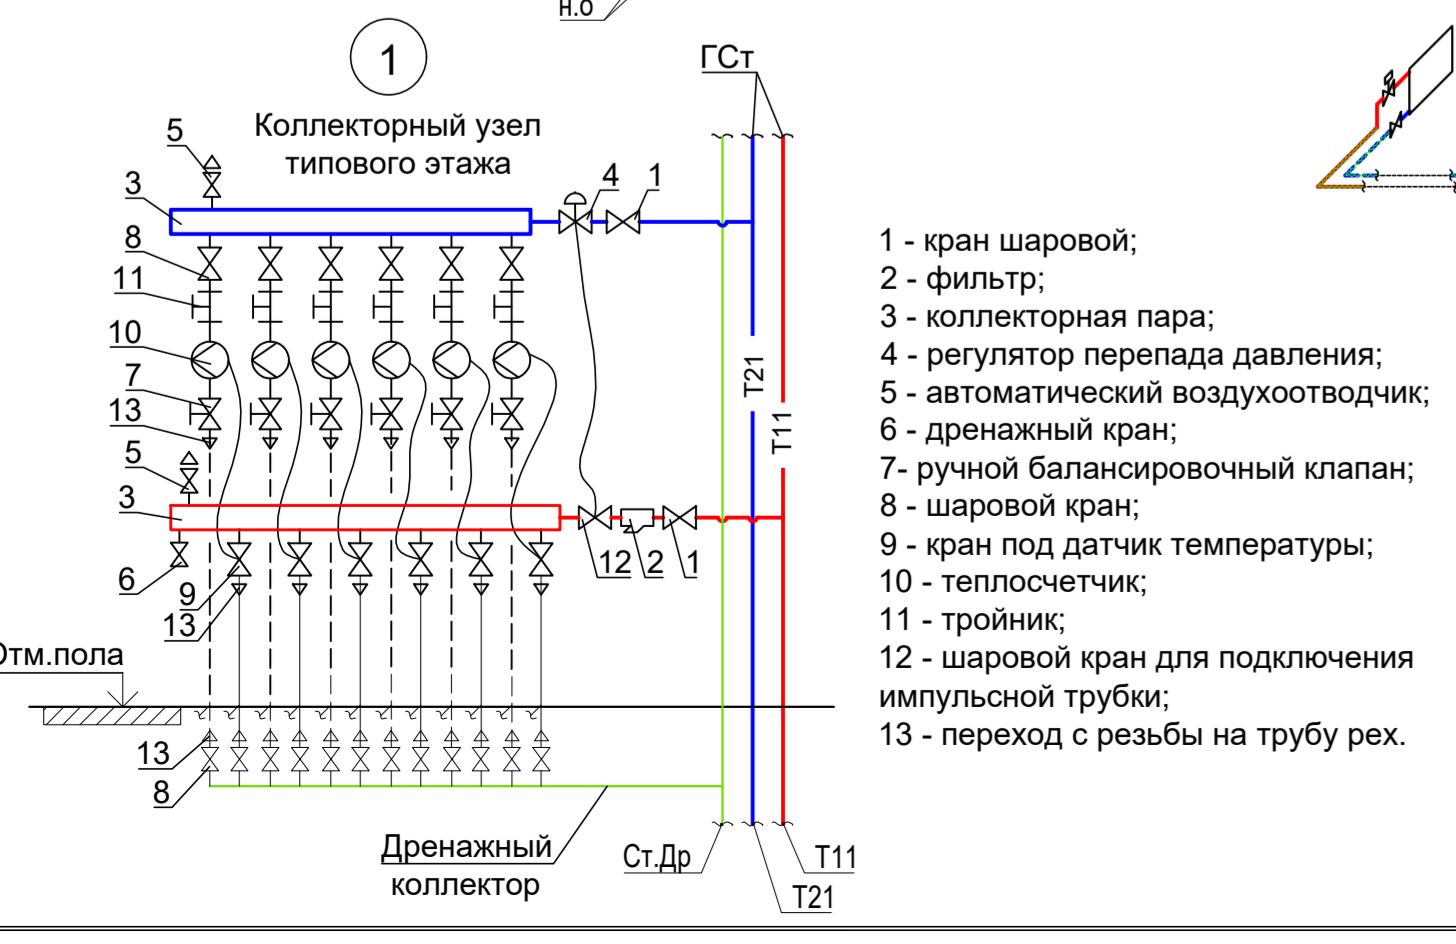 н.о
1
ГСт
Коллекторный узел
типового этажа
5
3
4
1
8
11
10
7
13
5
3
Т21
Т11
6
9
13
12
2
1
Отм.пола
13
8
Дренажный
коллектор
Ст.Др
Т11
Т21
1 - кран шаровой;
2 - фильтр;
3 - коллекторная пара;
4 - регулятор перепада давления;
5 - автоматический воздухоотводчик;
6 - дренажный кран;
7- ручной балансировочный клапан;
8 - шаровой кран;
9 - кран под датчик температуры;
10 - теплосчетчик;
11 - тройник;
12 - шаровой кран для подключения
импульсной трубки;
13 - переход с резьбы на трубу рех.